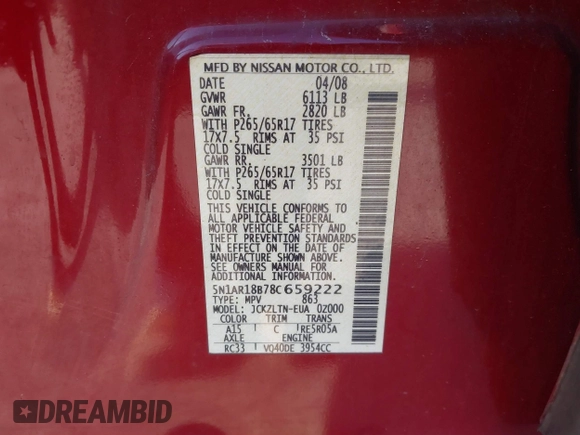 MFD BY NISSAN MOTOR CO., LTD.
DATE 04/08
GVWR 6113 LB
GAWR FR. 2820 LB
WITH P265/65R17 TIRES
17X7.5 RIMS AT 35 PSI
COLD SINGLE
GAWR RR. 3501 LB
WITH P265/65R17 TIRES
17X7.5 RIMS AT 35 PSI
COLD SINGLE
THIS VEHICLE CONFORMS TO
ALL APPLICABLE FEDERAL
MOTOR VEHICLE SAFETY AND
THEFT PREVENTION STANDARDS
IN EFFECT ON THE DATE OF
MANUFACTURE SHOWN ABOVE.
SEE OWNERS MANUAL FOR
ADDITIONAL INFORMATION.
5N1AR18B78C659222
TYPE: MPV 863
MODEL: JCKZLTN-EUA 0Z000
COLOR TRIM TRANS
A15 C RE5R05A
AXLE ENGINE
RC33 VQ40DE 3954CC
DREAMBID